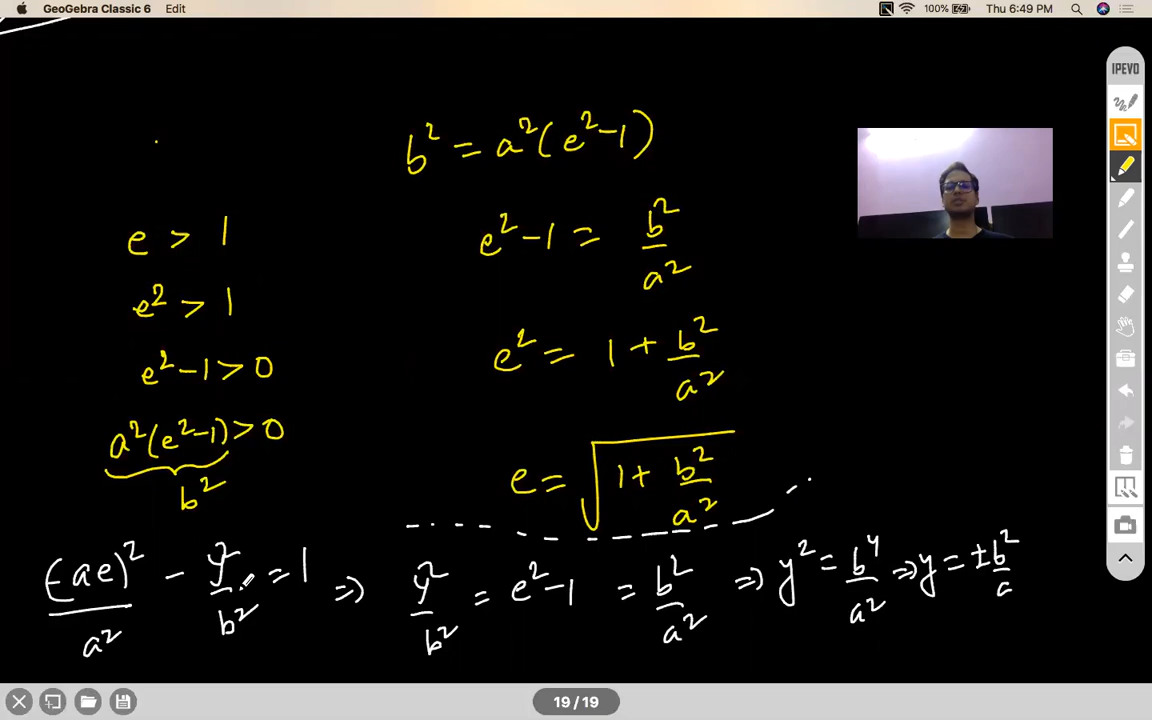 GeoGebra Classic 6 Edit 100% Thu 6:49 PM
IPEVO
b² = a²(e²-1)
e > 1
e²-1 = b²/a²
e² > 1
e² = 1 + b²/a²
e²-1 > 0
a²(e²-1) > 0
b²
e = √(1 + b²/a²)
(-ae)²/a² - y²/b² = 1 ⇒ y²/b² = e²-1 = b²/a² ⇒ y² = b⁴/a² ⇒ y = ± b²/a
19 / 19